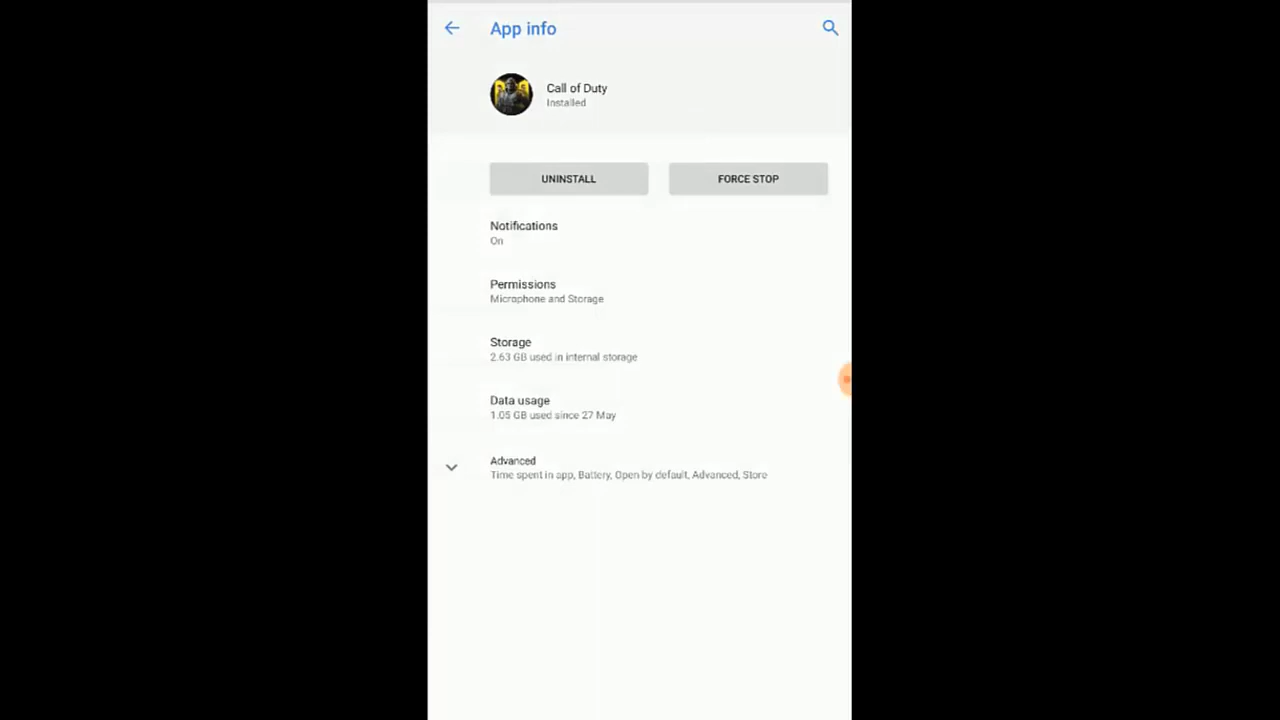 App info
Call of Duty
Installed
UNINSTALL
FORCE STOP
Notifications
On
Permissions
Microphone and Storage
Storage
2.63 GB used in internal storage
Data usage
1.05 GB used since 27 May
Advanced
Time spent in app, Battery, Open by default, Advanced, Store